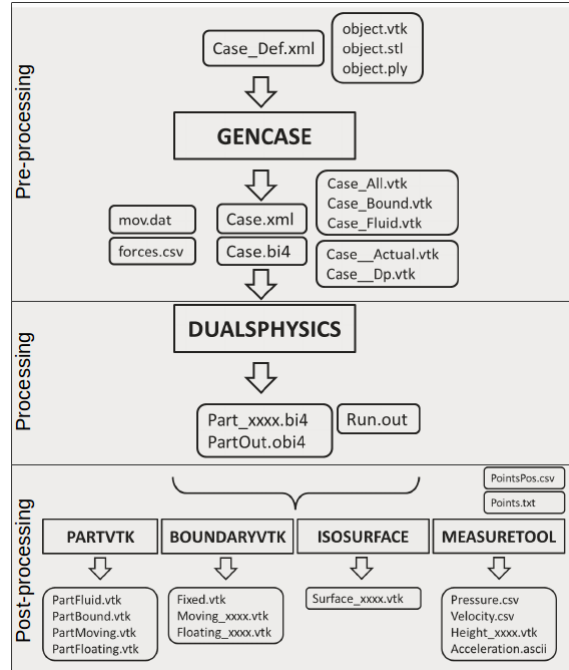 Pre-processing
Case_Def.xml
object.vtk
object.stl
object.ply
GENCASE
mov.dat
forces.csv
Case.xml
Case.bi4
Case_All.vtk
Case_Bound.vtk
Case_Fluid.vtk
Case__Actual.vtk
Case__Dp.vtk
Processing
DUALSPHYSICS
Part_xxxx.bi4
PartOut.obi4
Run.out
Post-processing
PointsPos.csv
Points.txt
PARTVTK
BOUNDARYVTK
ISOSURFACE
MEASURETOOL
PartFluid.vtk
PartBound.vtk
PartMoving.vtk
PartFloating.vtk
Fixed.vtk
Moving_xxxx.vtk
Floating_xxxx.vtk
Surface_xxxx.vtk
Pressure.csv
Velocity.csv
Height_xxxx.vtk
Acceleration.ascii